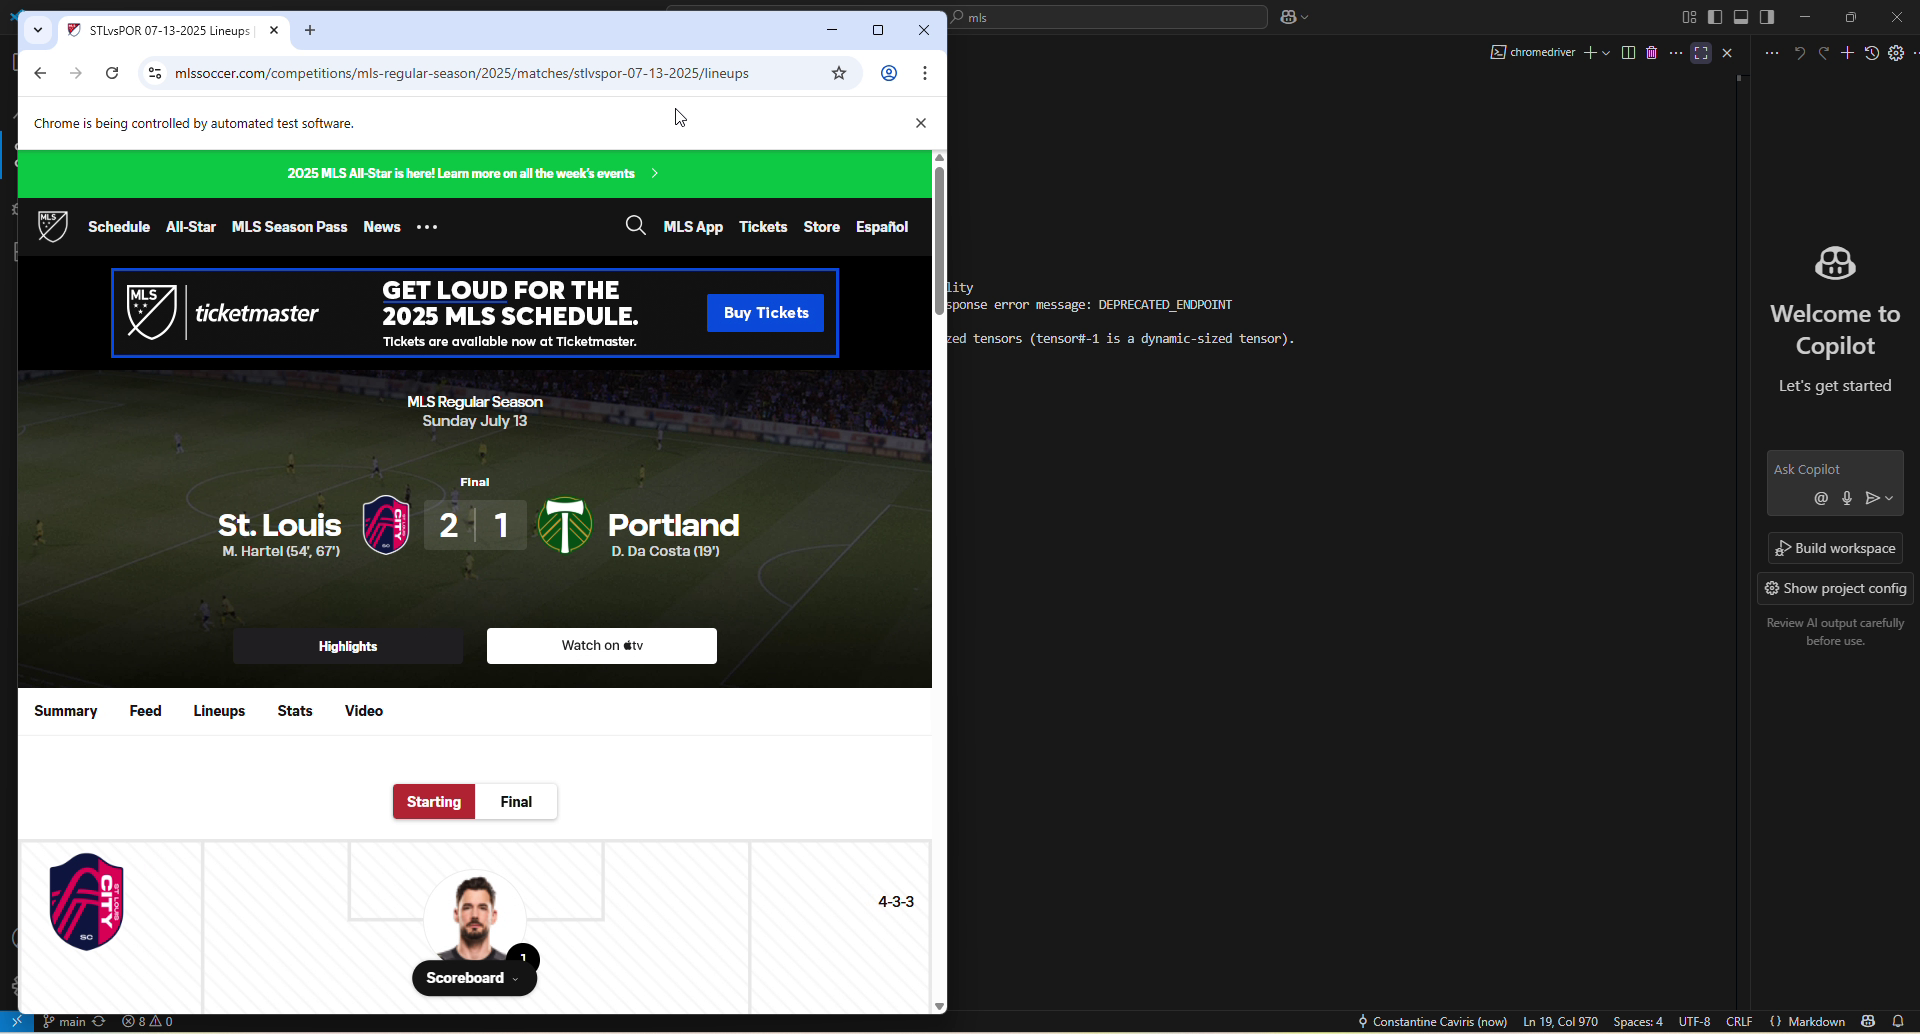 STLvsPOR 07-13-2025 Lineups
mls
mlssoccer.com/competitions/mls-regular-season/2025/matches/stlvspor-07-13-2025/lineups
chromedriver
Chrome is being controlled by automated test software.
2025 MLS All-Star is here! Learn more on all the week's events
MLS
Schedule
All-Star
MLS Season Pass
News
MLS App
Tickets
Store
Español
MLS
ticketmaster
GET LOUD FOR THE
2025 MLS SCHEDULE.
Tickets are available now at Ticketmaster.
Buy Tickets
lity
sponse error message: DEPRECATED_ENDPOINT
zed tensors (tensor#-1 is a dynamic-sized tensor).
MLS Regular Season
Sunday July 13
Final
St. Louis
M. Hartel (54', 67')
CITY
SC
2
1
Portland
D. Da Costa (19')
Highlights
Watch on tv
Summary
Feed
Lineups
Stats
Video
Starting
Final
ST LOUIS
CITY
SC
4-3-3
1
Scoreboard
Welcome to
Copilot
Let's get started
Ask Copilot
Build workspace
Show project config
Review AI output carefully
before use.
main
8
0
Constantine Caviris (now)
Ln 19, Col 970
Spaces: 4
UTF-8
CRLF
{} Markdown